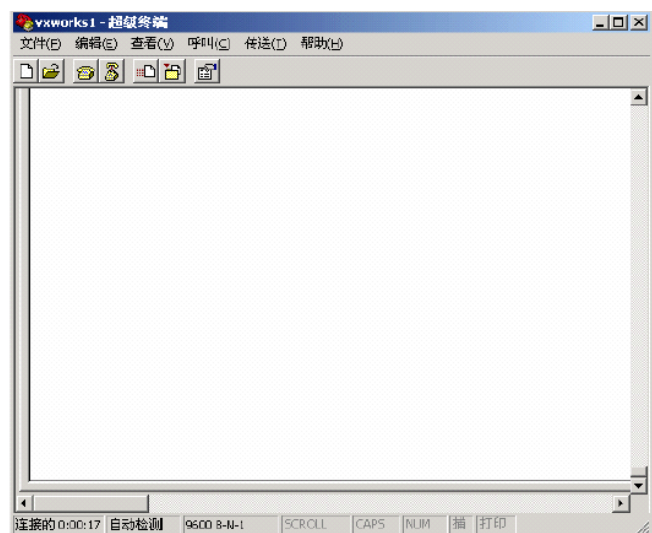 vxworks1 - 超级终端
文件(F) 编辑(E) 查看(V) 呼叫(C) 传送(T) 帮助(H)
连接的 0:00:17 自动检测 9600 8-N-1 SCROLL CAPS NUM 捕 打印